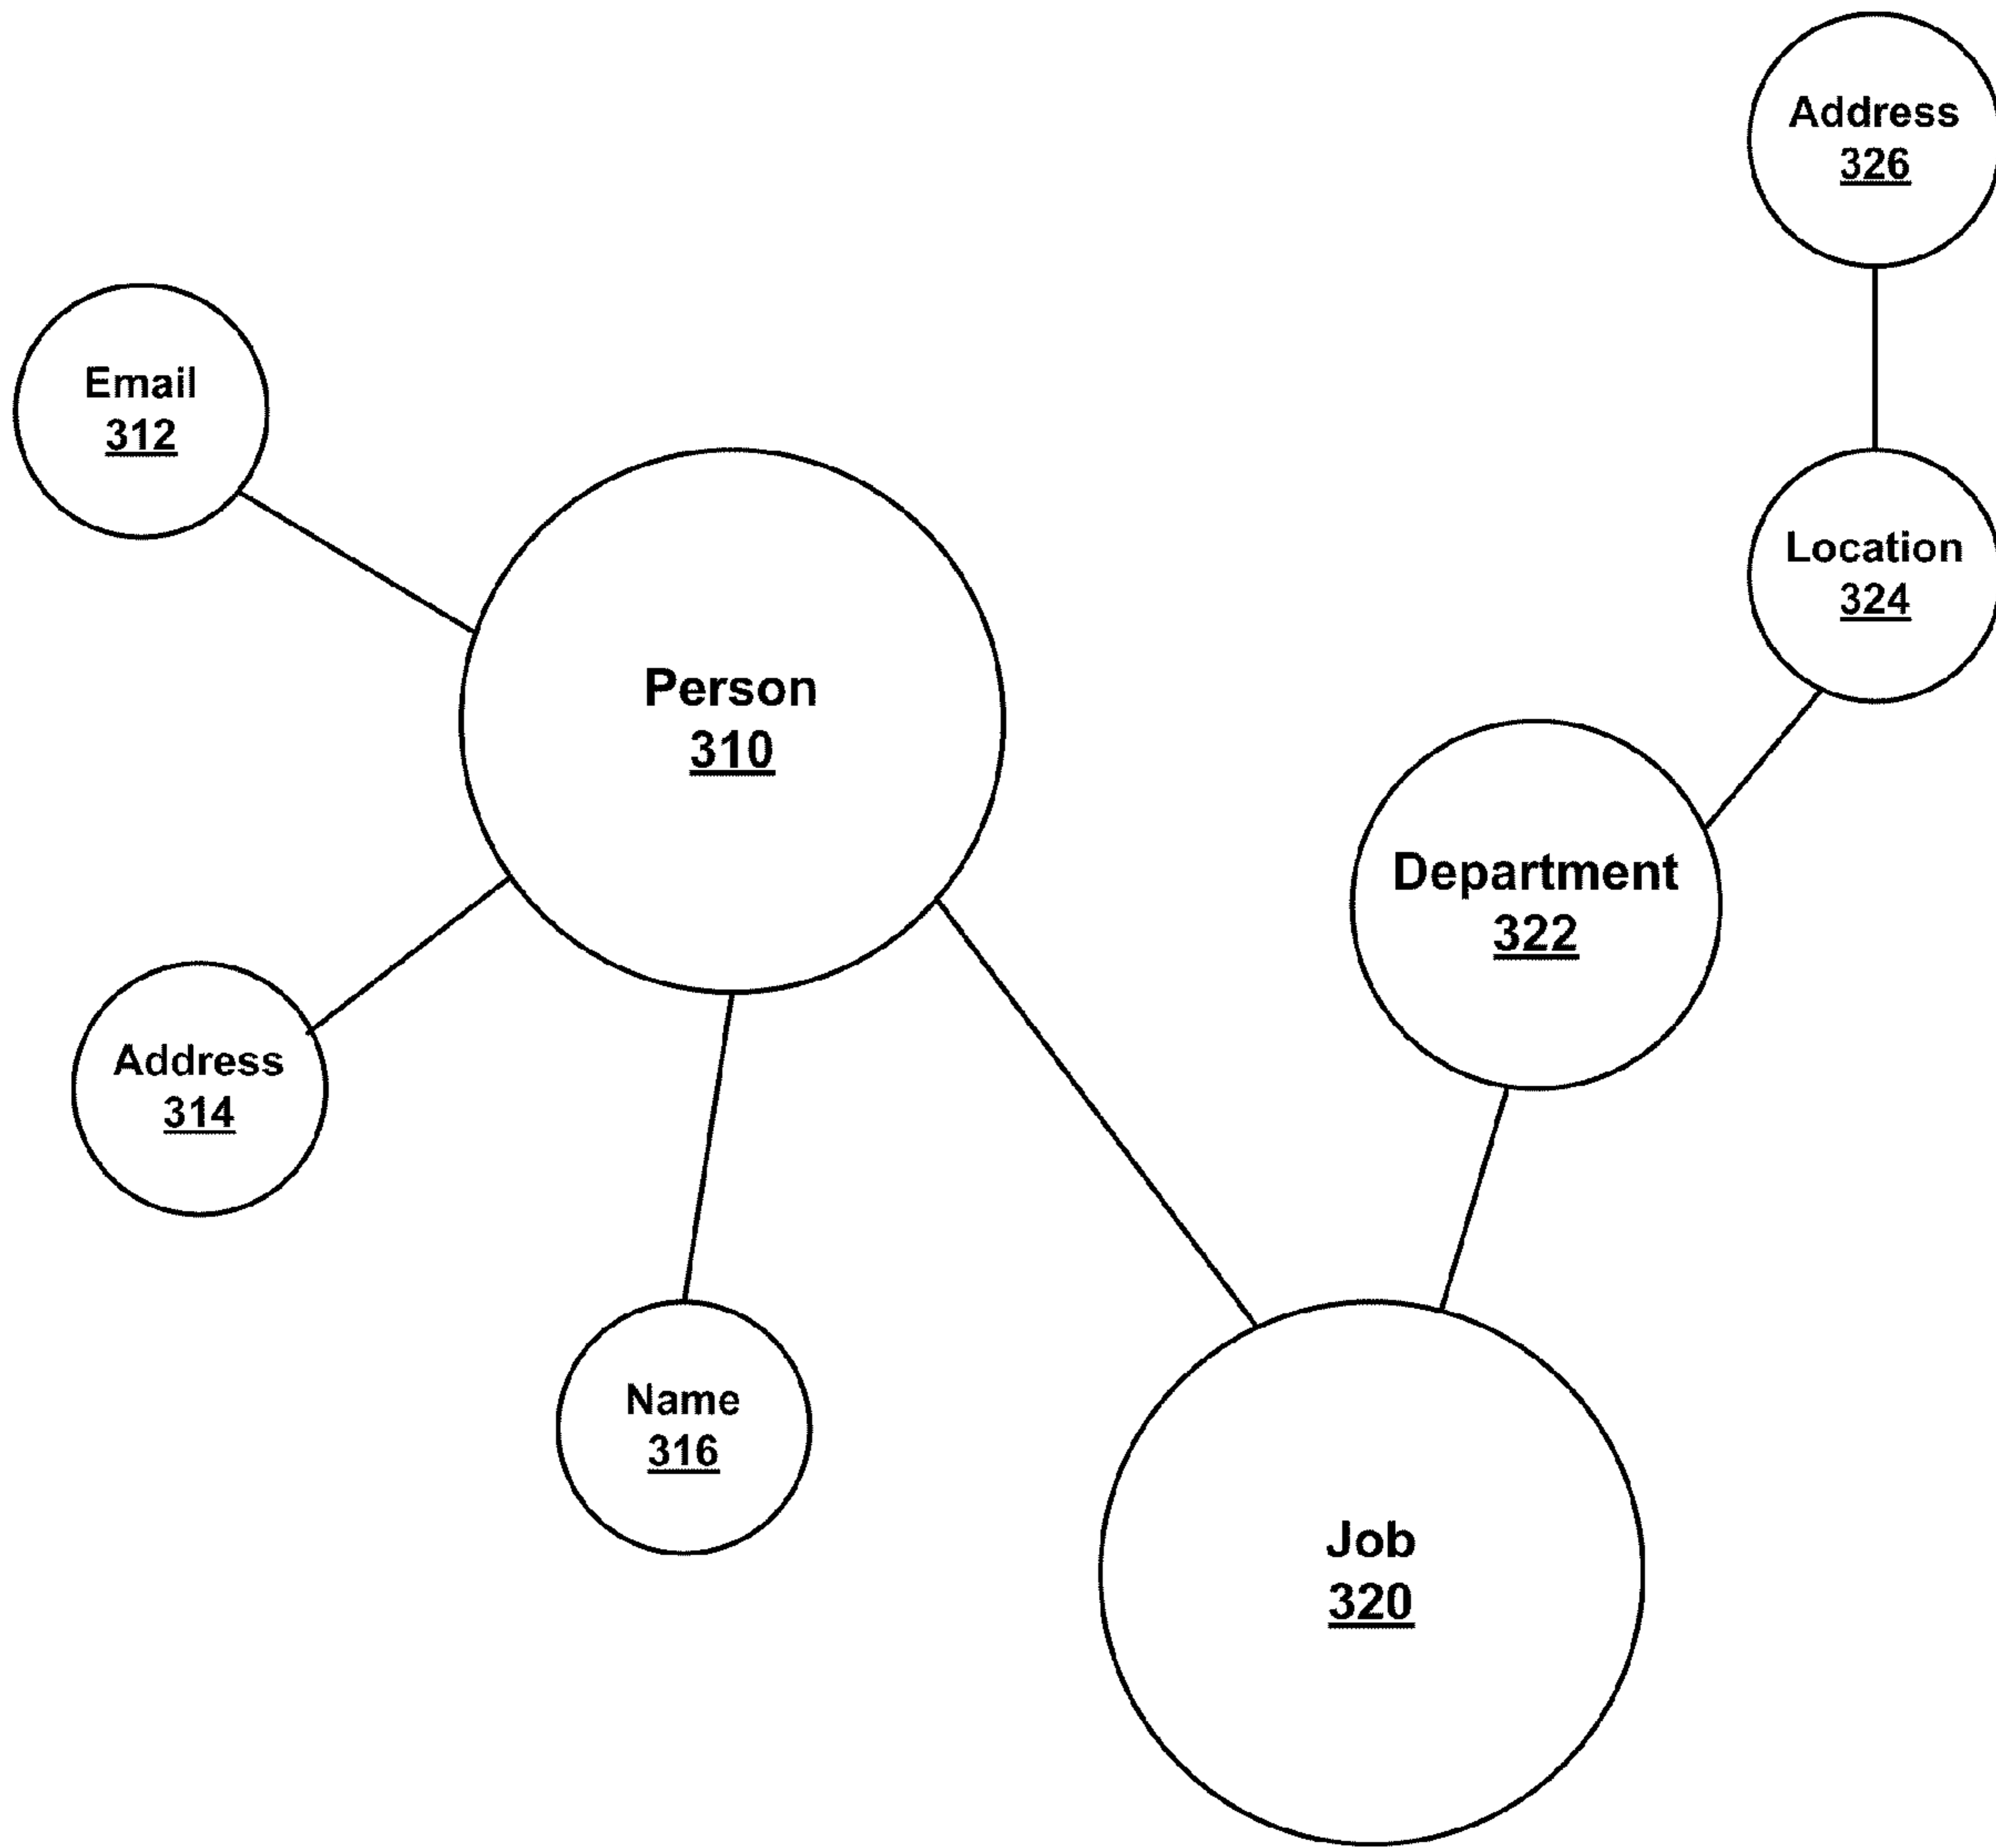 Address
326
Email
312
Location
324
Person
310
Department
322
Address
314
Name
316
Job
320